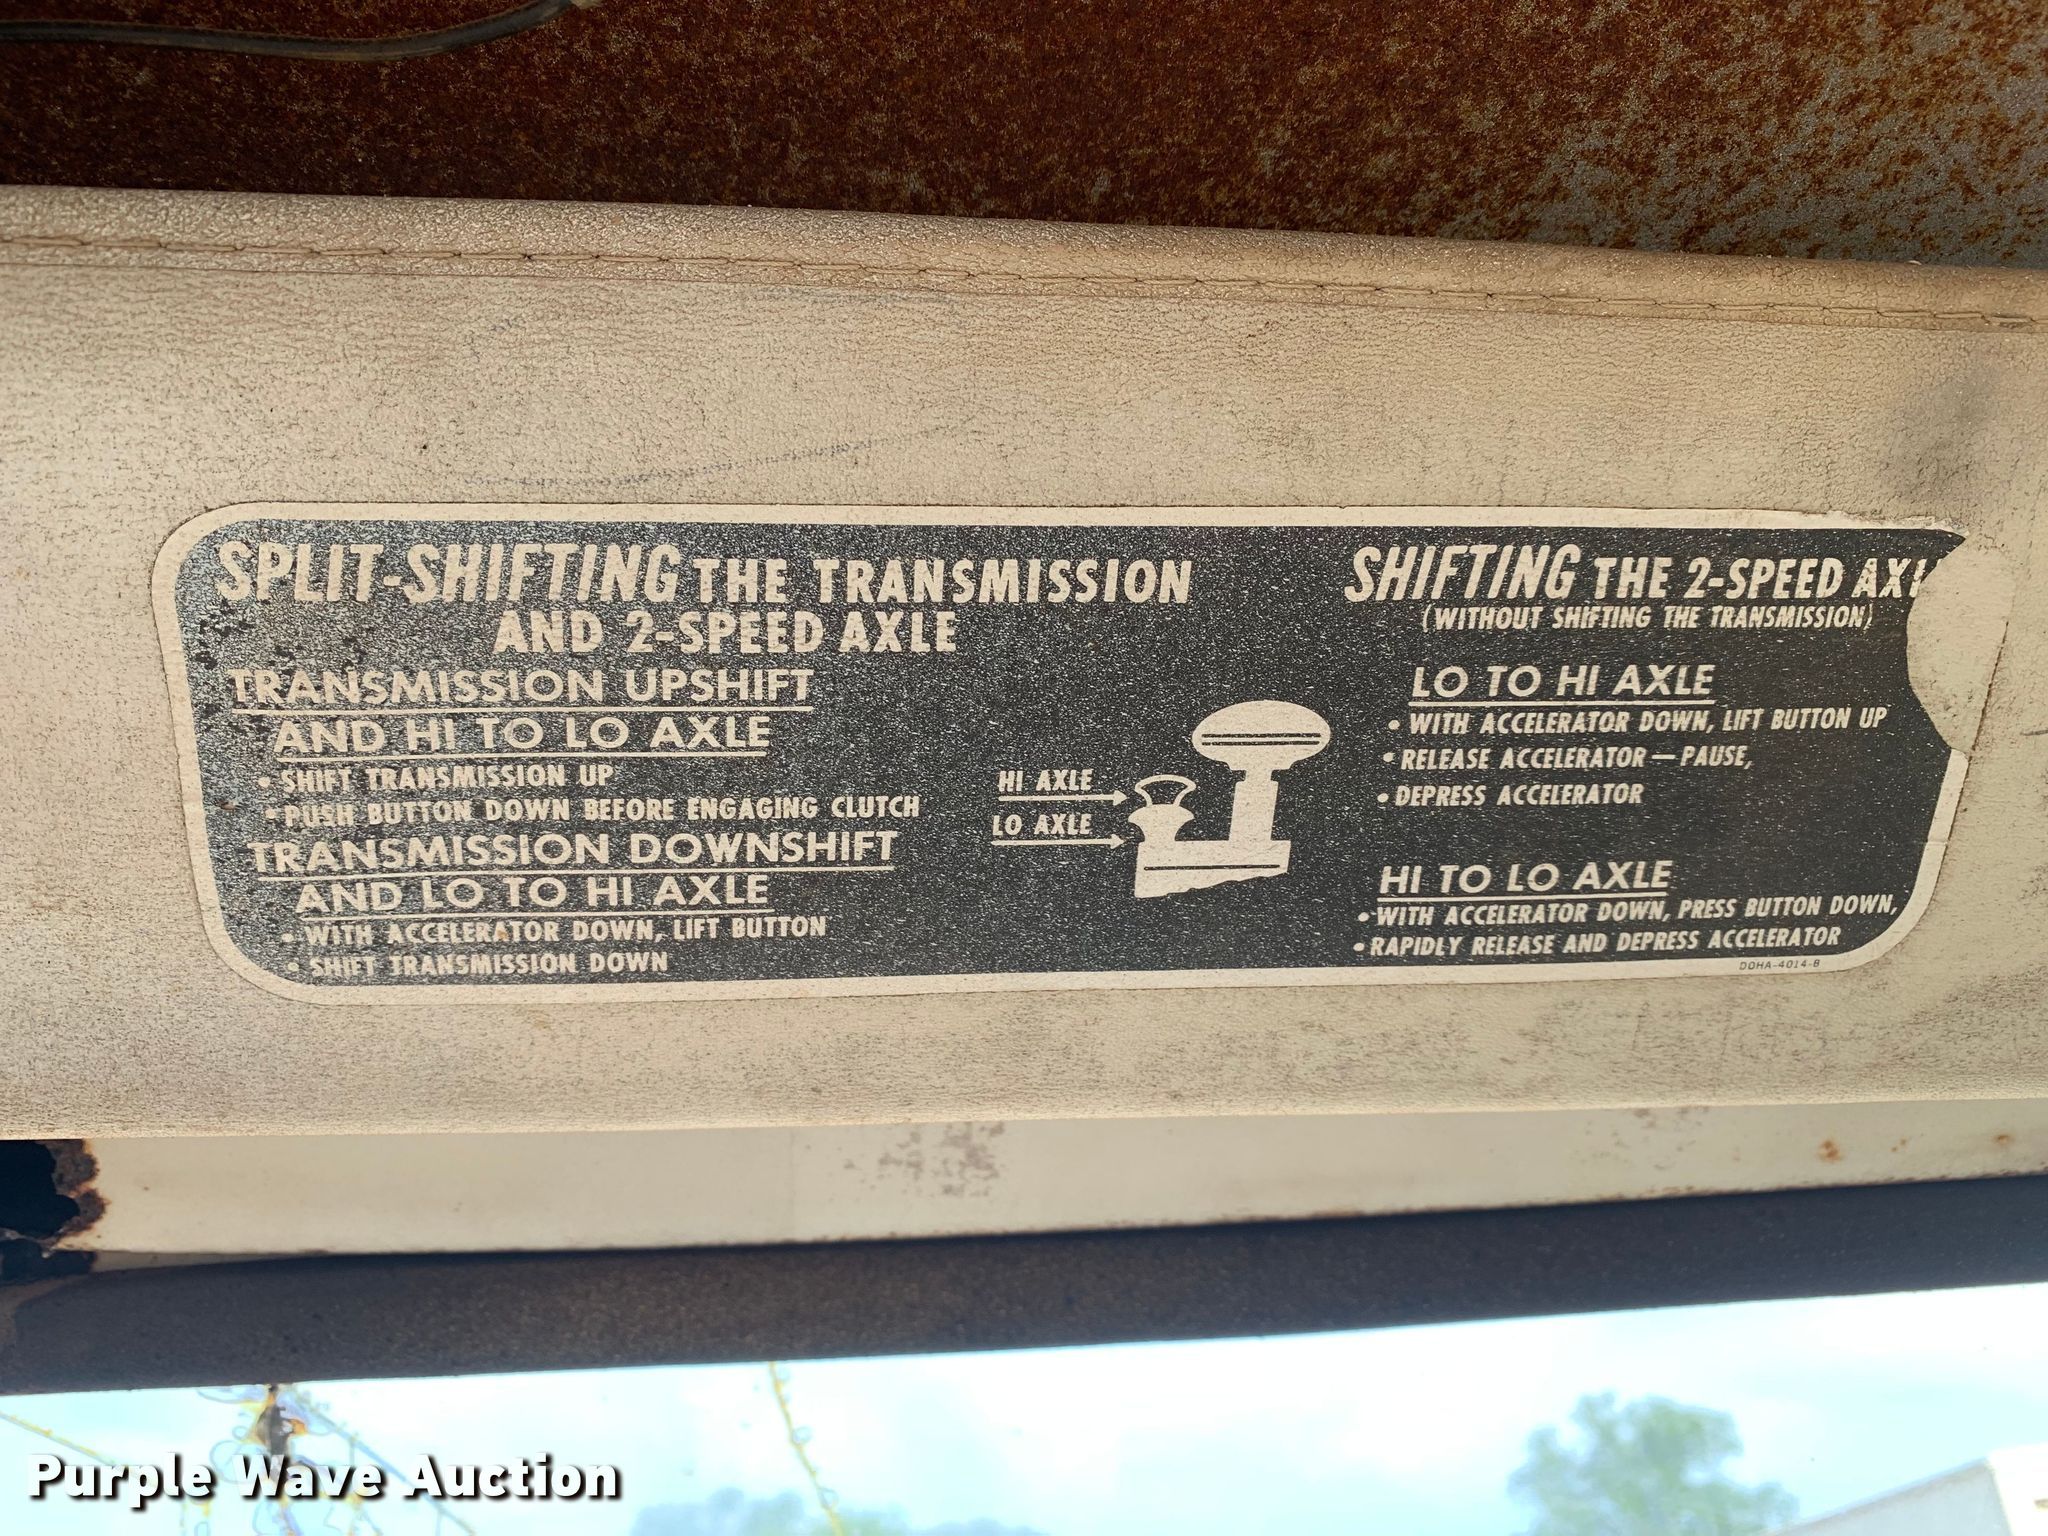 SPLIT-SHIFTING THE TRANSMISSION
AND 2-SPEED AXLE
TRANSMISSION UPSHIFT
AND HI TO LO AXLE
• SHIFT TRANSMISSION UP
• PUSH BUTTON DOWN BEFORE ENGAGING CLUTCH
TRANSMISSION DOWNSHIFT
AND LO TO HI AXLE
• WITH ACCELERATOR DOWN, LIFT BUTTON
• SHIFT TRANSMISSION DOWN
HI AXLE
LO AXLE
SHIFTING THE 2-SPEED
(WITHOUT SHIFTING THE TRANSMISSION)
LO TO HI AXLE
• WITH ACCELERATOR DOWN, LIFT BUTTON UP
• RELEASE ACCELERATOR — PAUSE,
• DEPRESS ACCELERATOR
HI TO LO AXLE
• WITH ACCELERATOR DOWN, PRESS BUTTON DOWN,
• RAPIDLY RELEASE AND DEPRESS ACCELERATOR
DOHA-4014-B
Purple Wave Auction